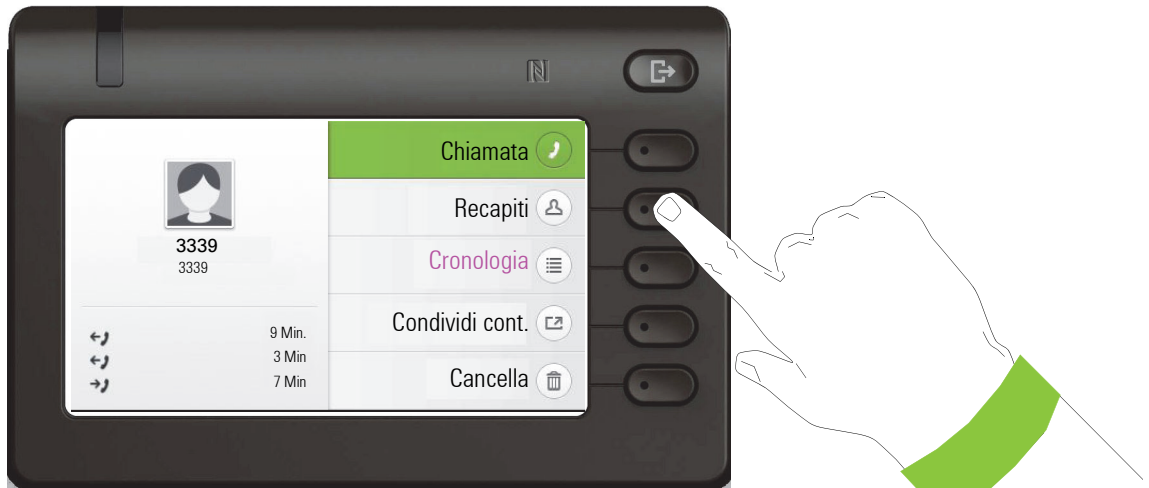 Chiamata
Recapiti
3339
3339
Cronologia
Condividi cont.
9 Min.
3 Min
7 Min
Cancella